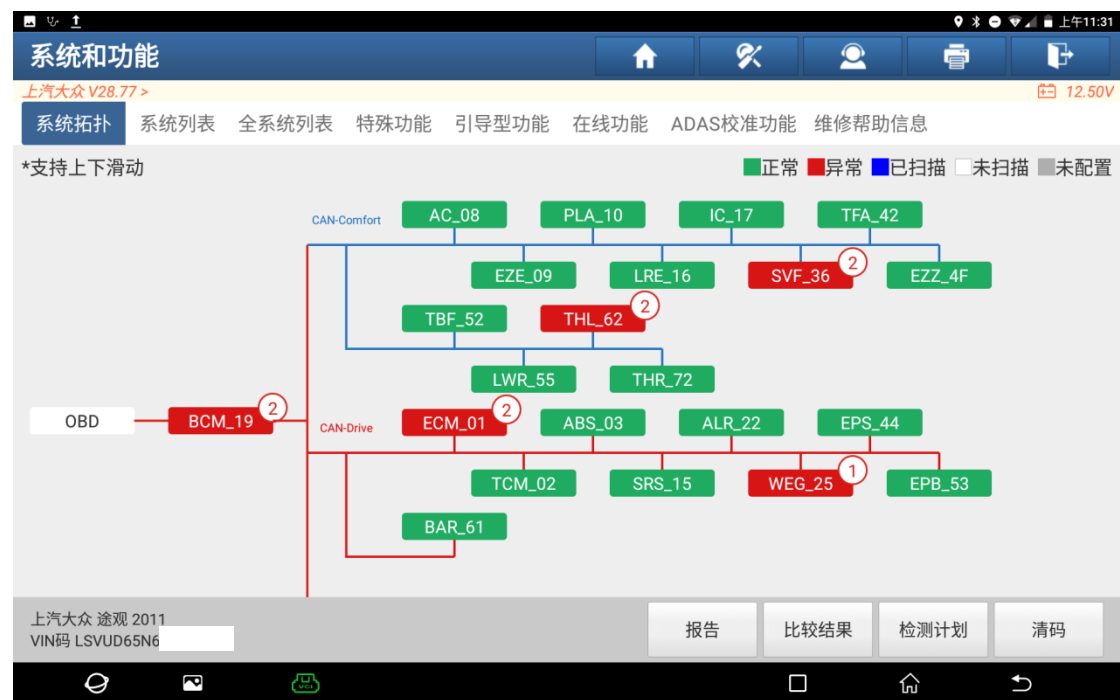 上午11:31
系统和功能
上汽大众 V28.77 >
12.50V
系统拓扑 系统列表 全系统列表 特殊功能 引导型功能 在线功能 ADAS校准功能 维修帮助信息
*支持上下滑动
正常 异常 已扫描 未扫描 未配置
CAN-Comfort AC_08 PLA_10 IC_17 TFA_42
EZE_09 LRE_16 SVF_36 2 EZZ_4F
TBF_52 THL_62 2
LWR_55 THR_72
OBD BCM_19 2 CAN-Drive ECM_01 2 ABS_03 ALR_22 EPS_44
TCM_02 SRS_15 WEG_25 1 EPB_53
BAR_61
上汽大众 途观 2011
VIN码 LSVUD65N6
报告 比较结果 检测计划 清码
VCI